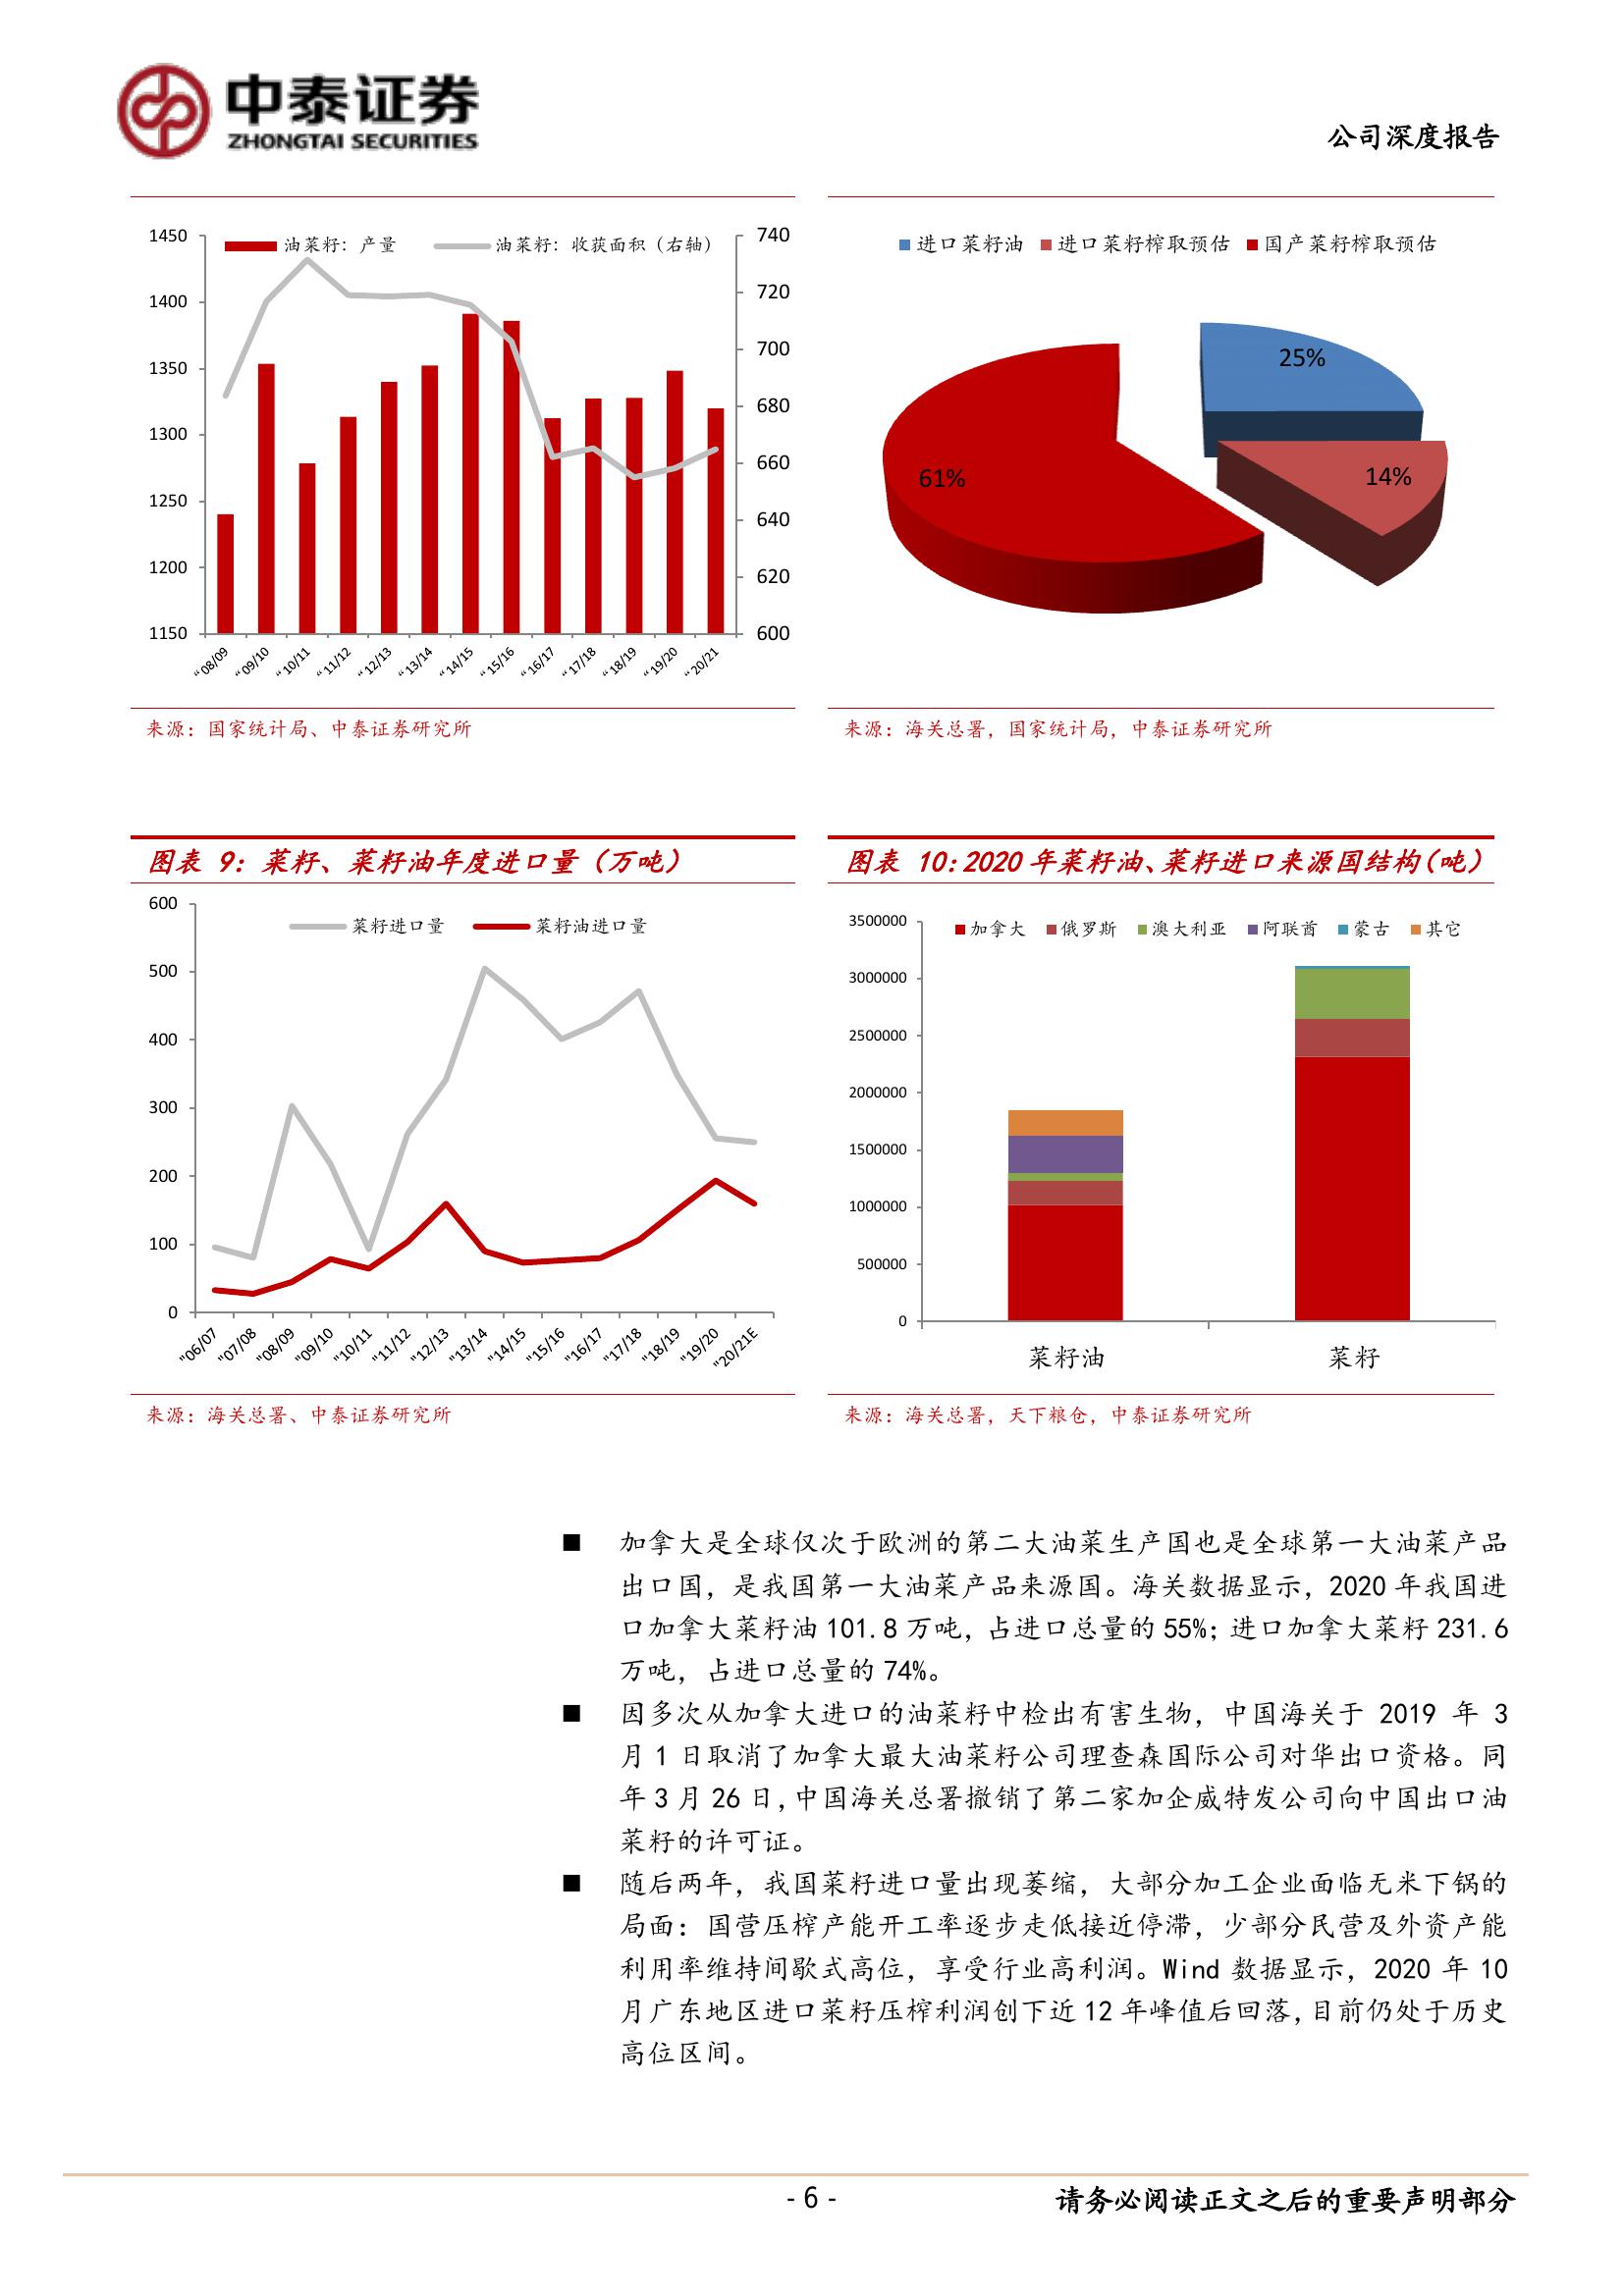 中泰证券
ZHONGTAI SECURITIES
公司深度报告
油菜籽：产量
油菜籽：收获面积（右轴）
1450
1400
1350
1300
1250
1200
1150
740
720
700
680
660
640
620
600
“08/09
“09/10
“10/11
“11/12
“12/13
“13/14
“14/15
“15/16
“16/17
“17/18
“18/19
“19/20
“20/21
来源：国家统计局、中泰证券研究所
进口菜籽油
进口菜籽榨取预估
国产菜籽榨取预估
25%
14%
61%
来源：海关总署，国家统计局，中泰证券研究所
图表 9：菜籽、菜籽油年度进口量（万吨）
菜籽进口量
菜籽油进口量
600
500
400
300
200
100
0
"06/07
"07/08
"08/09
"09/10
"10/11
"11/12
"12/13
"13/14
"14/15
"15/16
"16/17
"17/18
"18/19
"19/20
"20/21E
来源：海关总署、中泰证券研究所
图表 10：2020 年菜籽油、菜籽进口来源国结构（吨）
加拿大
俄罗斯
澳大利亚
阿联酋
蒙古
其它
3500000
3000000
2500000
2000000
1500000
1000000
500000
0
菜籽油
菜籽
来源：海关总署，天下粮仓，中泰证券研究所
■ 加拿大是全球仅次于欧洲的第二大油菜生产国也是全球第一大油菜产品
出口国，是我国第一大油菜产品来源国。海关数据显示，2020 年我国进
口加拿大菜籽油 101.8 万吨，占进口总量的 55%；进口加拿大菜籽 231.6
万吨，占进口总量的 74%。
■ 因多次从加拿大进口的油菜籽中检出有害生物，中国海关于 2019 年 3
月 1 日取消了加拿大最大油菜籽公司理查森国际公司对华出口资格。同
年 3 月 26 日，中国海关总署撤销了第二家加企威特发公司向中国出口油
菜籽的许可证。
■ 随后两年，我国菜籽进口量出现萎缩，大部分加工企业面临无米下锅的
局面：国营压榨产能开工率逐步走低接近停滞，少部分民营及外资产能
利用率维持间歇式高位，享受行业高利润。Wind 数据显示，2020 年 10
月广东地区进口菜籽压榨利润创下近 12 年峰值后回落，目前仍处于历史
高位区间。
- 6 -
请务必阅读正文之后的重要声明部分